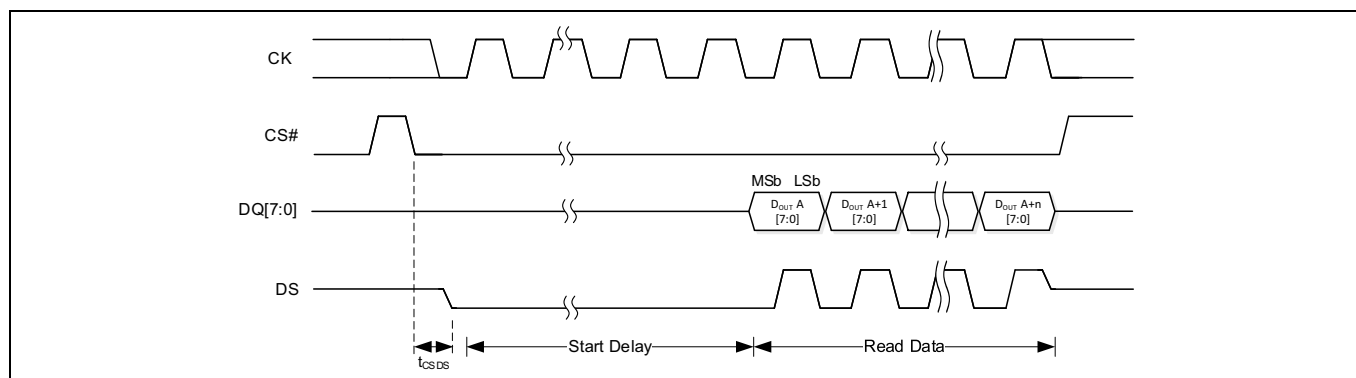 CK
CS#
MSb LSb
DQ[7:0]
DOUT A
[7:0]
DOUT A+1
[7:0]
DOUT A+n
[7:0]
DS
tCSDS
Start Delay
Read Data